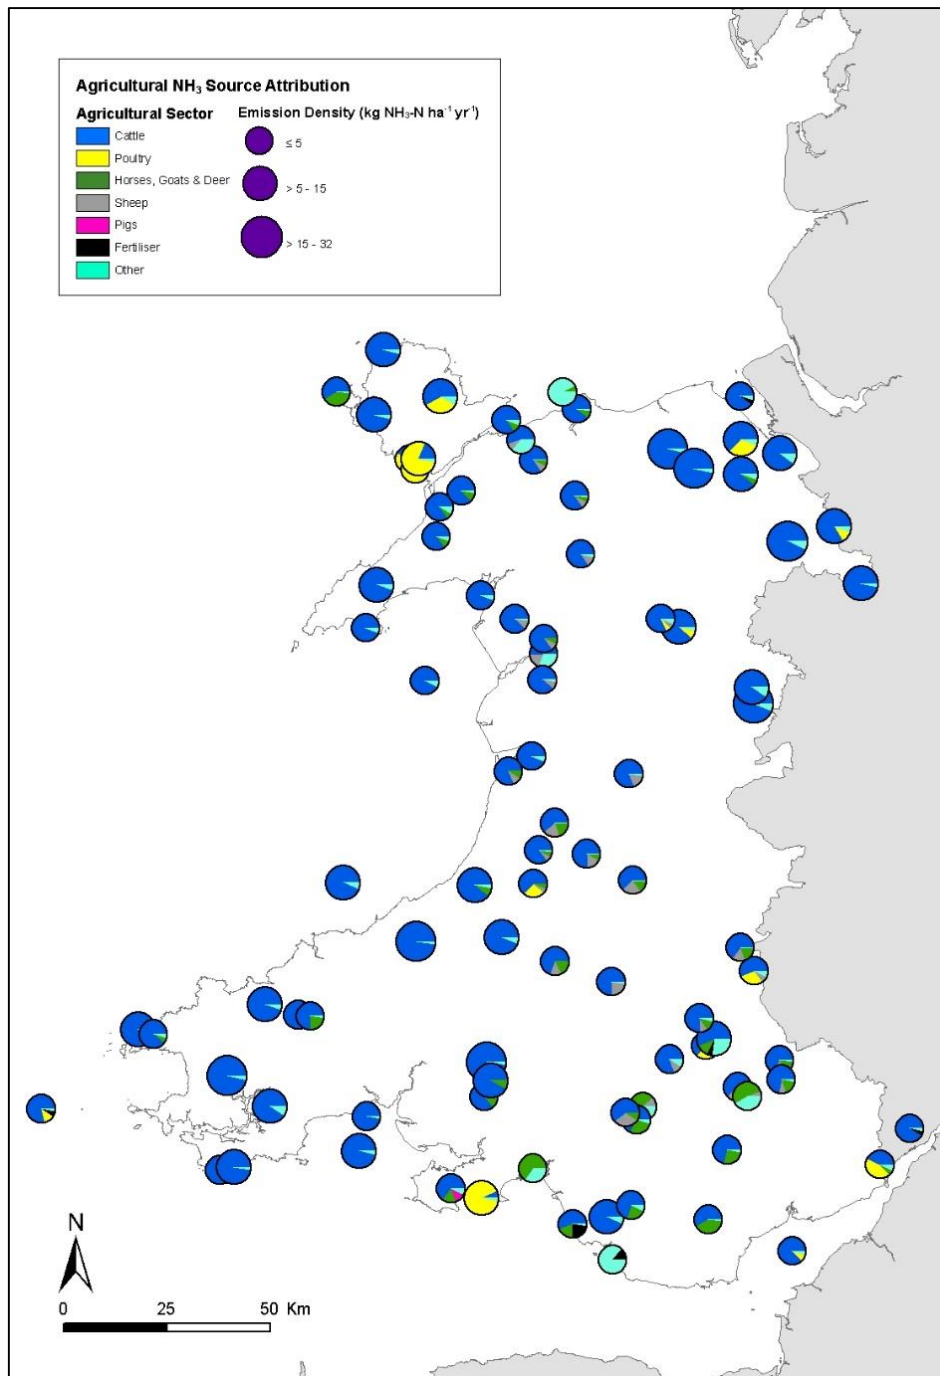 Agricultural NH₃ Source Attribution
Agricultural Sector
Emission Density (kg NH₃-N ha⁻¹ yr⁻¹)
Cattle
≤ 5
Poultry
Horses, Goats & Deer
> 5 - 15
Sheep
Pigs
> 15 - 32
Fertiliser
Other
N
0 25 50 Km